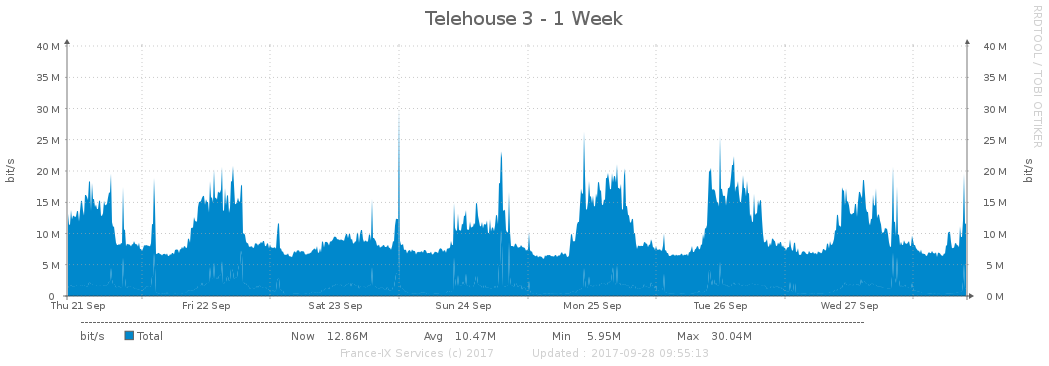 Telehouse 3 - 1 Week
RRDTOOL / TOBI OETIKER
bit/s
bit/s
40 M 40 M
35 M 35 M
30 M 30 M
25 M 25 M
20 M 20 M
15 M 15 M
10 M 10 M
5 M 5 M
0 0 M
Thu 21 Sep Fri 22 Sep Sat 23 Sep Sun 24 Sep Mon 25 Sep Tue 26 Sep Wed 27 Sep
bit/s Total Now 12.86M Avg 10.47M Min 5.95M Max 30.04M
France-IX Services (c) 2017 Updated : 2017-09-28 09:55:13